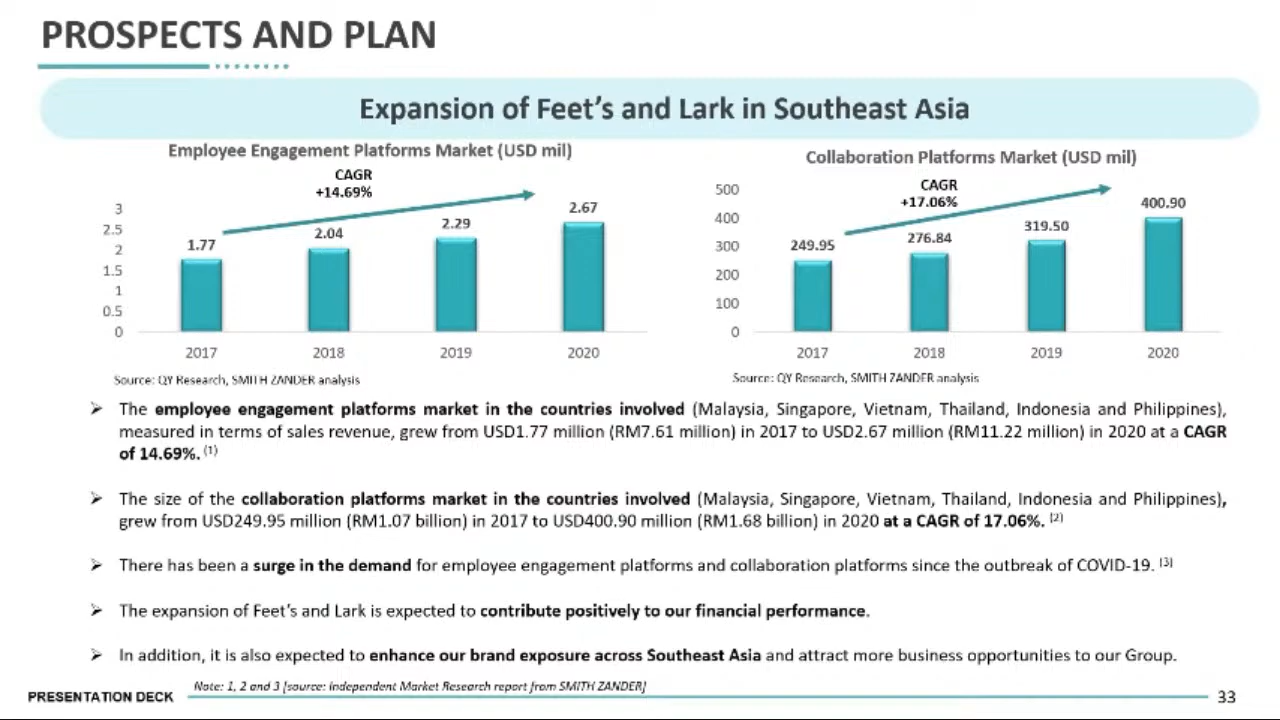 PROSPECTS AND PLAN
Expansion of Feet's and Lark in Southeast Asia
Employee Engagement Platforms Market (USD mil)
CAGR
+14.69%
3
2.5
2
1.5
1
0.5
0
1.77
2.04
2.29
2.67
2017
2018
2019
2020
Source: QY Research, SMITH ZANDER analysis
Collaboration Platforms Market (USD mil)
CAGR
+17.06%
500
400
300
200
100
0
249.95
276.84
319.50
400.90
2017
2018
2019
2020
Source: QY Research, SMITH ZANDER analysis
➢ The employee engagement platforms market in the countries involved (Malaysia, Singapore, Vietnam, Thailand, Indonesia and Philippines),
measured in terms of sales revenue, grew from USD1.77 million (RM7.61 million) in 2017 to USD2.67 million (RM11.22 million) in 2020 at a CAGR
of 14.69%. (1)
➢ The size of the collaboration platforms market in the countries involved (Malaysia, Singapore, Vietnam, Thailand, Indonesia and Philippines),
grew from USD249.95 million (RM1.07 billion) in 2017 to USD400.90 million (RM1.68 billion) in 2020 at a CAGR of 17.06%. (2)
➢ There has been a surge in the demand for employee engagement platforms and collaboration platforms since the outbreak of COVID-19. (3)
➢ The expansion of Feet's and Lark is expected to contribute positively to our financial performance.
➢ In addition, it is also expected to enhance our brand exposure across Southeast Asia and attract more business opportunities to our Group.
Note: 1, 2 and 3 [source: Independent Market Research report from SMITH ZANDER]
PRESENTATION DECK
33